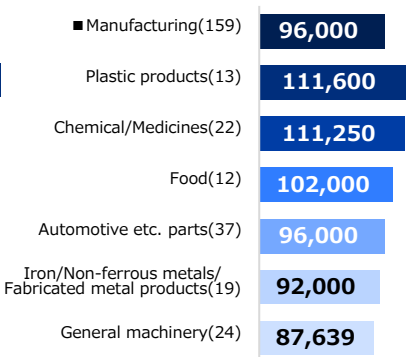 ■Manufacturing(159) 96,000
Plastic products(13) 111,600
Chemical/Medicines(22) 111,250
Food(12) 102,000
Automotive etc. parts(37) 96,000
Iron/Non-ferrous metals/
Fabricated metal products(19) 92,000
General machinery(24) 87,639